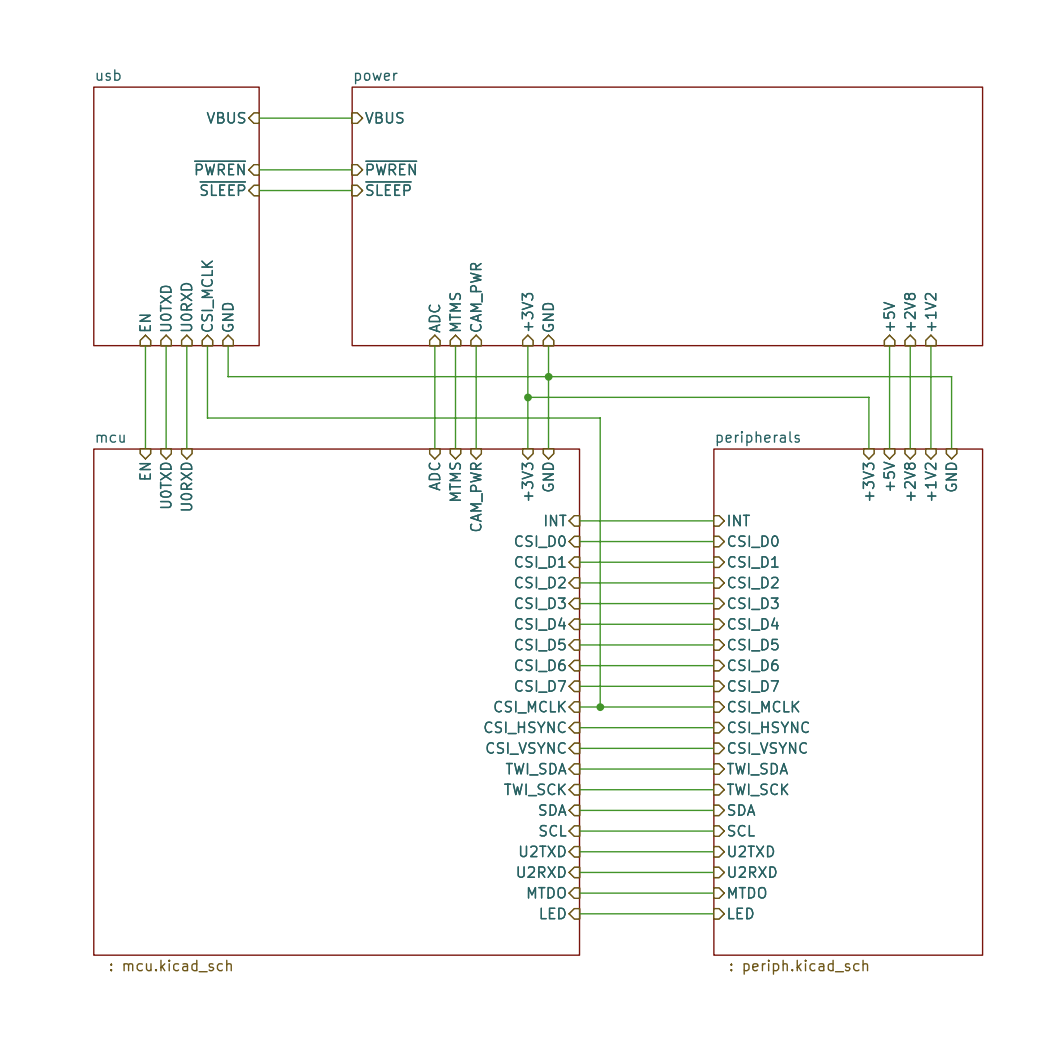 usb
power
VBUS
VBUS
PWREN
PWREN
SLEEP
SLEEP
EN
U0TXD
U0RXD
CSI_MCLK
GND
ADC
MTMS
CAM_PWR
+3V3
GND
+5V
+2V8
+1V2
mcu
peripherals
EN
U0TXD
U0RXD
ADC
MTMS
CAM_PWR
+3V3
GND
+3V3
+5V
+2V8
+1V2
GND
INT
INT
CSI_D0
CSI_D0
CSI_D1
CSI_D1
CSI_D2
CSI_D2
CSI_D3
CSI_D3
CSI_D4
CSI_D4
CSI_D5
CSI_D5
CSI_D6
CSI_D6
CSI_D7
CSI_D7
CSI_MCLK
CSI_MCLK
CSI_HSYNC
CSI_HSYNC
CSI_VSYNC
CSI_VSYNC
TWI_SDA
TWI_SDA
TWI_SCK
TWI_SCK
SDA
SDA
SCL
SCL
U2TXD
U2TXD
U2RXD
U2RXD
MTDO
MTDO
LED
LED
: mcu.kicad_sch
: periph.kicad_sch